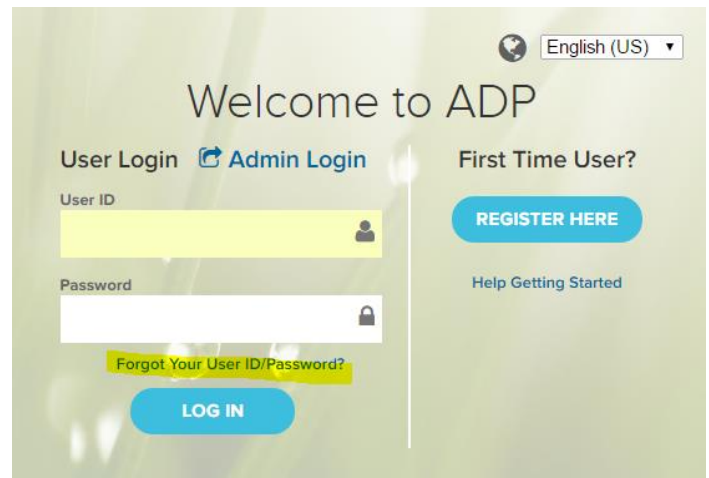 English (US)
Welcome to ADP
User Login Admin Login
User ID
Password
Forgot Your User ID/Password?
LOG IN
First Time User?
REGISTER HERE
Help Getting Started